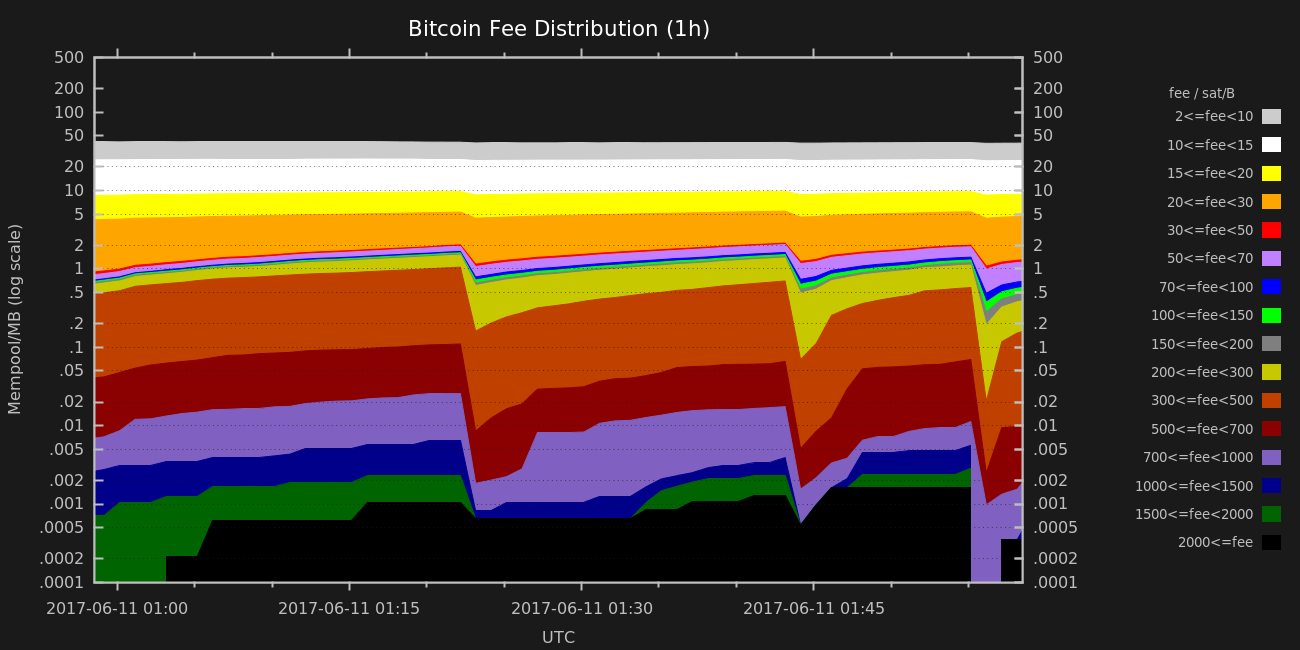 Bitcoin Fee Distribution (1h)
500
200
100
50
20
10
5
2
1
.5
.2
.1
.05
.02
.01
.005
.002
.001
.0005
.0002
.0001
Mempool/MB (log scale)
500
200
100
50
20
10
5
2
1
.5
.2
.1
.05
.02
.01
.005
.002
.001
.0005
.0002
.0001
2017-06-11 01:00 2017-06-11 01:15 2017-06-11 01:30 2017-06-11 01:45
UTC
fee / sat/B
2<=fee<10
10<=fee<15
15<=fee<20
20<=fee<30
30<=fee<50
50<=fee<70
70<=fee<100
100<=fee<150
150<=fee<200
200<=fee<300
300<=fee<500
500<=fee<700
700<=fee<1000
1000<=fee<1500
1500<=fee<2000
2000<=fee